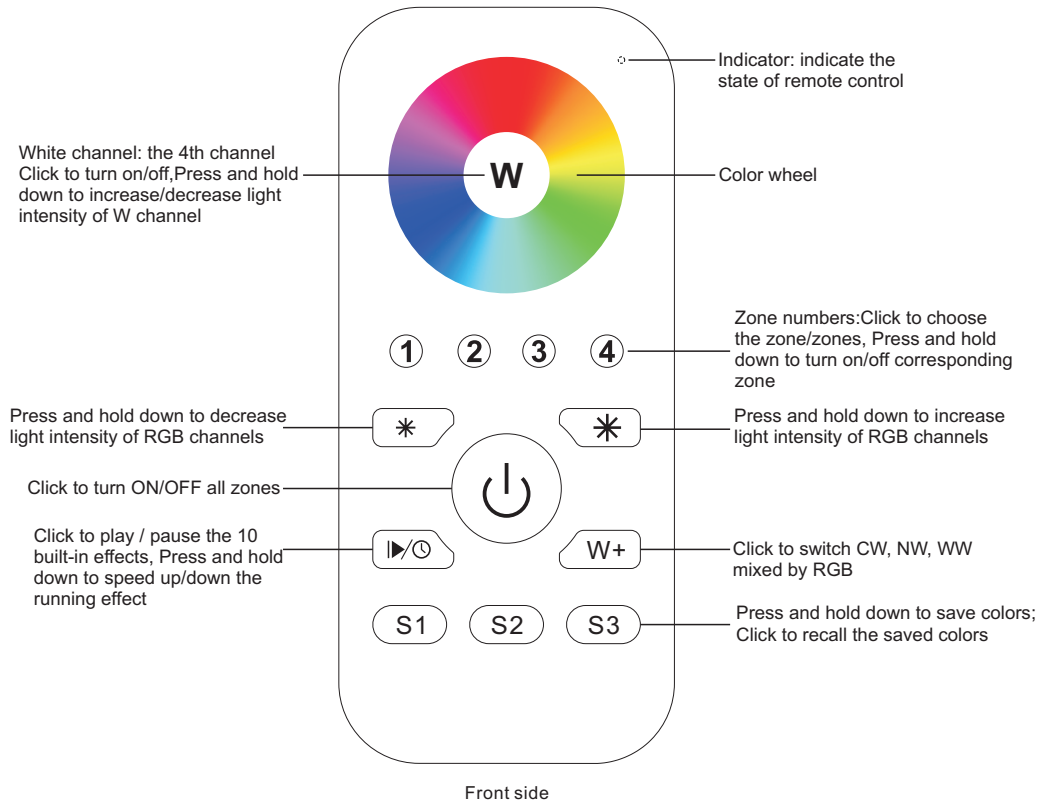 Indicator: indicate the
state of remote control
White channel: the 4th channel
Click to turn on/off,Press and hold
down to increase/decrease light
intensity of W channel
W
Color wheel
Zone numbers:Click to choose
the zone/zones, Press and hold
down to turn on/off corresponding
zone
1 2 3 4
Press and hold down to decrease
light intensity of RGB channels
Press and hold down to increase
light intensity of RGB channels
Click to turn ON/OFF all zones
Click to play / pause the 10
built-in effects, Press and hold
down to speed up/down the
running effect
W+
Click to switch CW, NW, WW
mixed by RGB
S1 S2 S3
Press and hold down to save colors;
Click to recall the saved colors
Front side